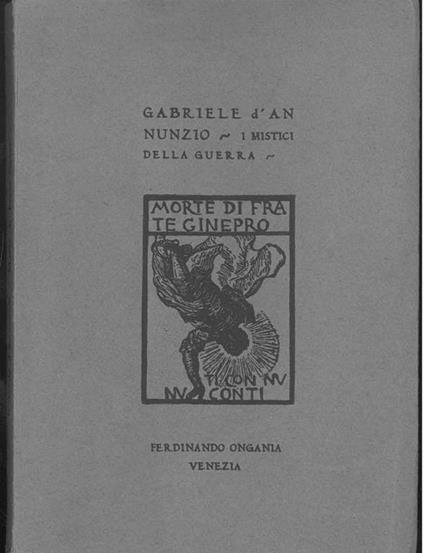 GABRIELE d'AN
NUNZIO ~ I MISTICI
DELLA GUERRA ~
MORTE DI FRA
TE GINEPRO
TI CON NV
NV CONTI
FERDINANDO ONGANIA
VENEZIA